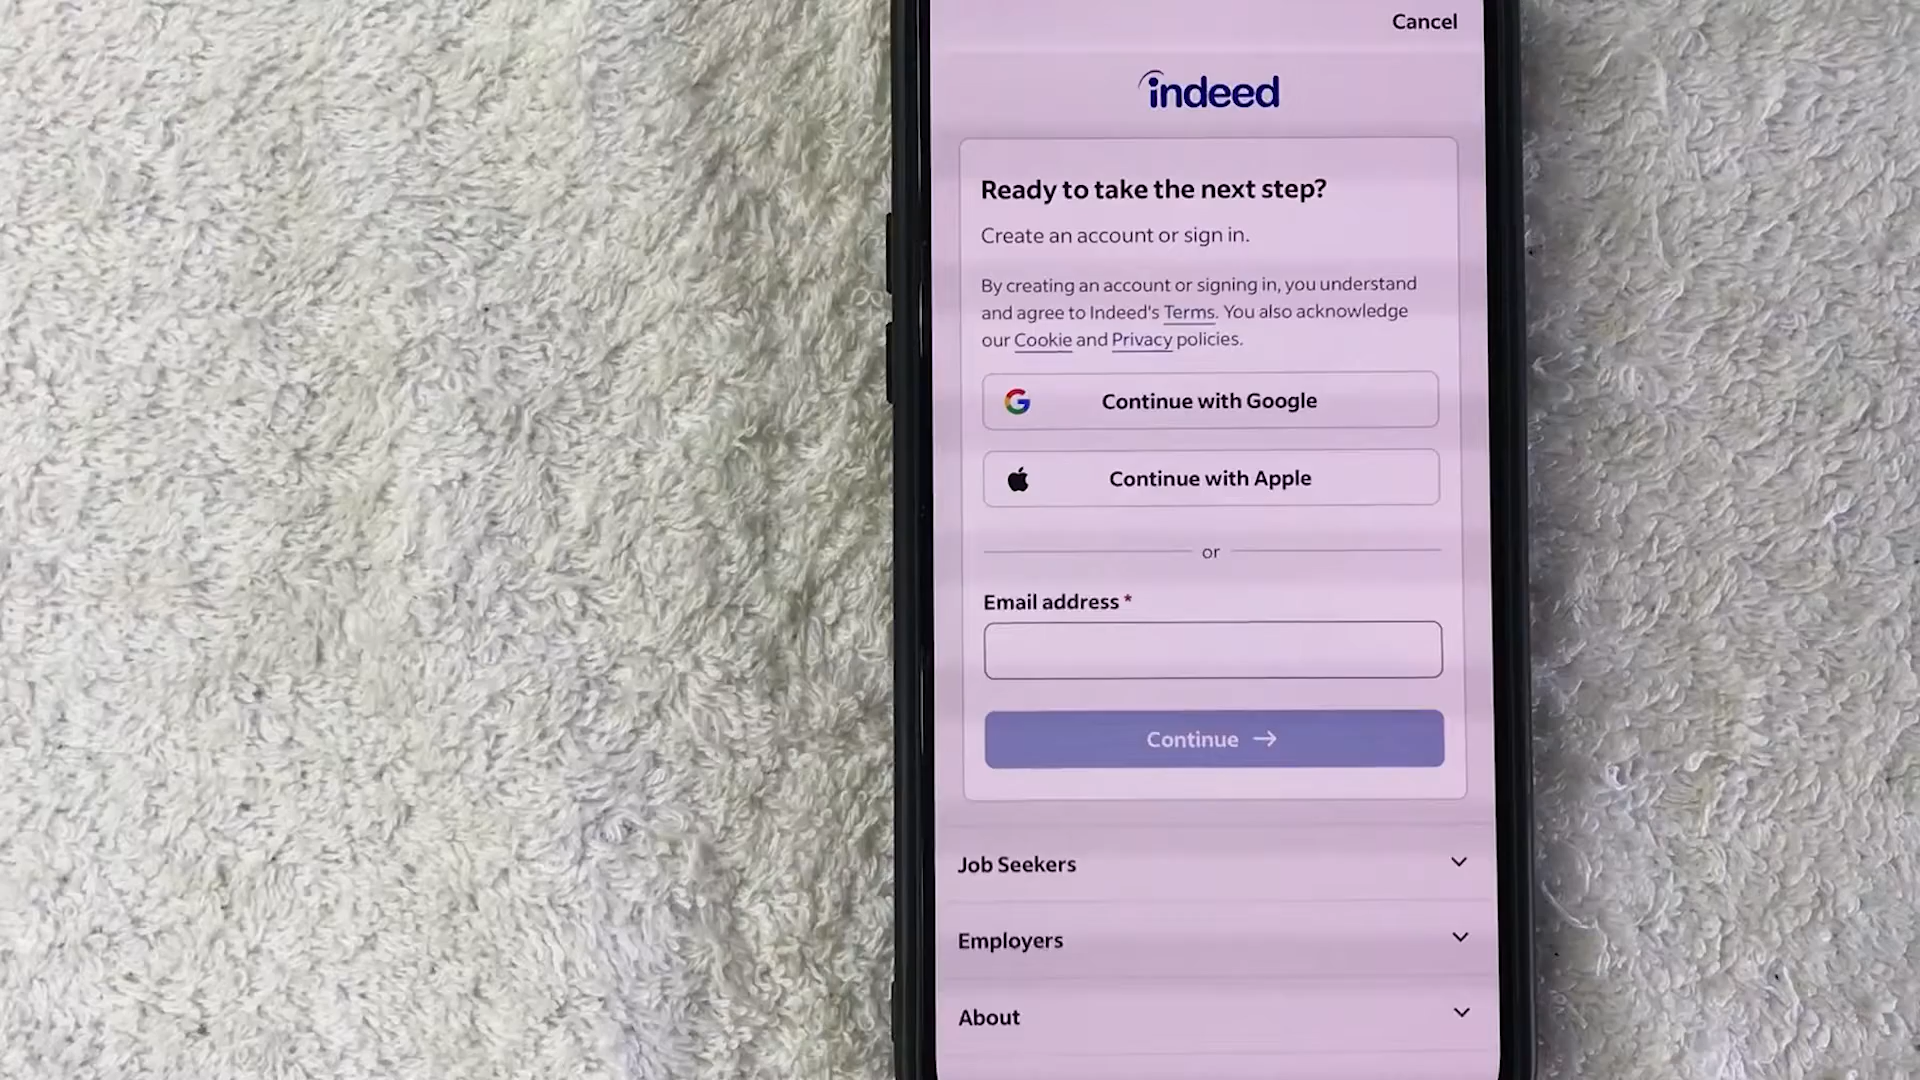 Cancel
indeed
Ready to take the next step?
Create an account or sign in.
By creating an account or signing in, you understand
and agree to Indeed's Terms. You also acknowledge
our Cookie and Privacy policies.
Continue with Google
Continue with Apple
or
Email address *
Continue →
Job Seekers
Employers
About